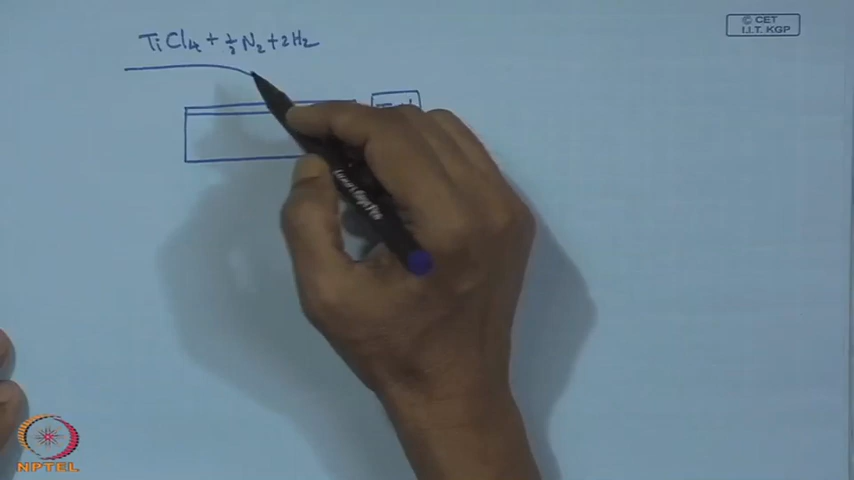 © CET
I.I.T. KGP
TiCl₄ + ½N₂ + 2H₂
NPTEL